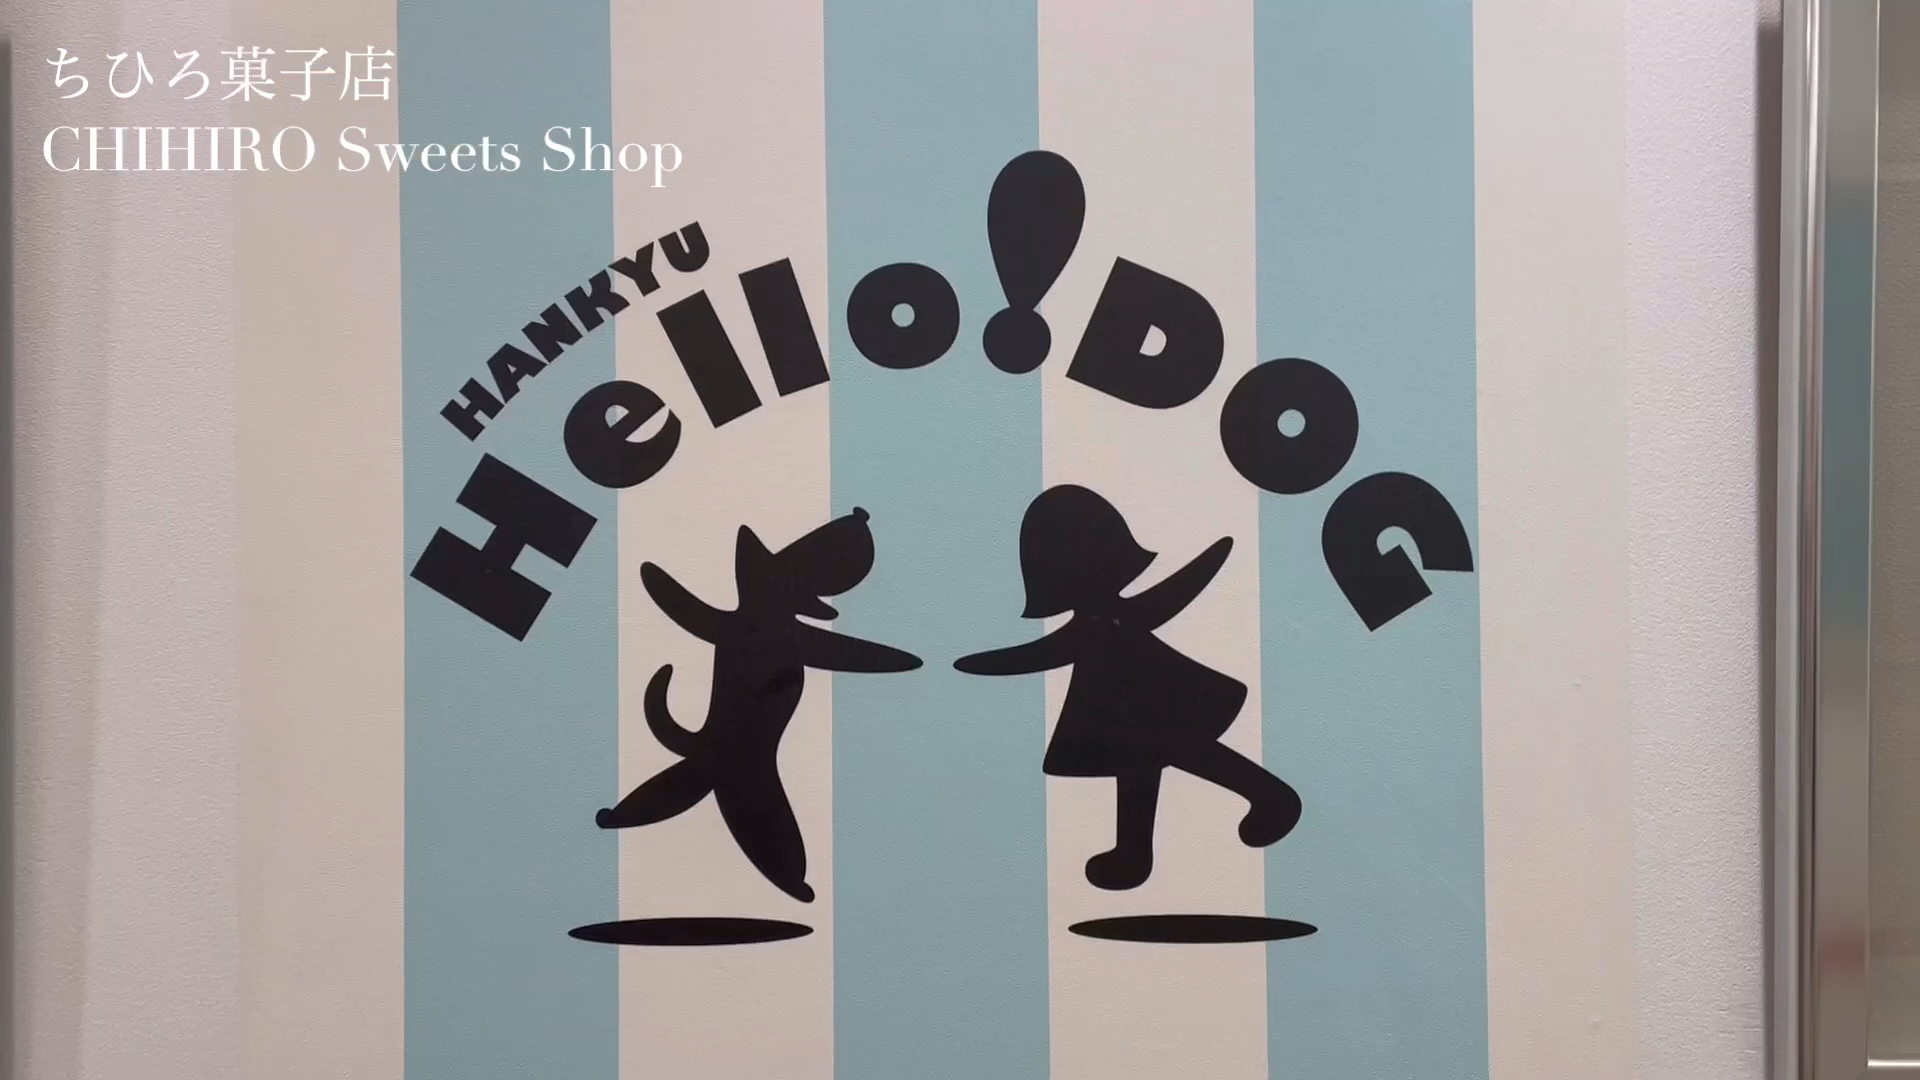 ちひろ菓子店
CHIHIRO Sweets Shop
HANKYU
Hello!DOG